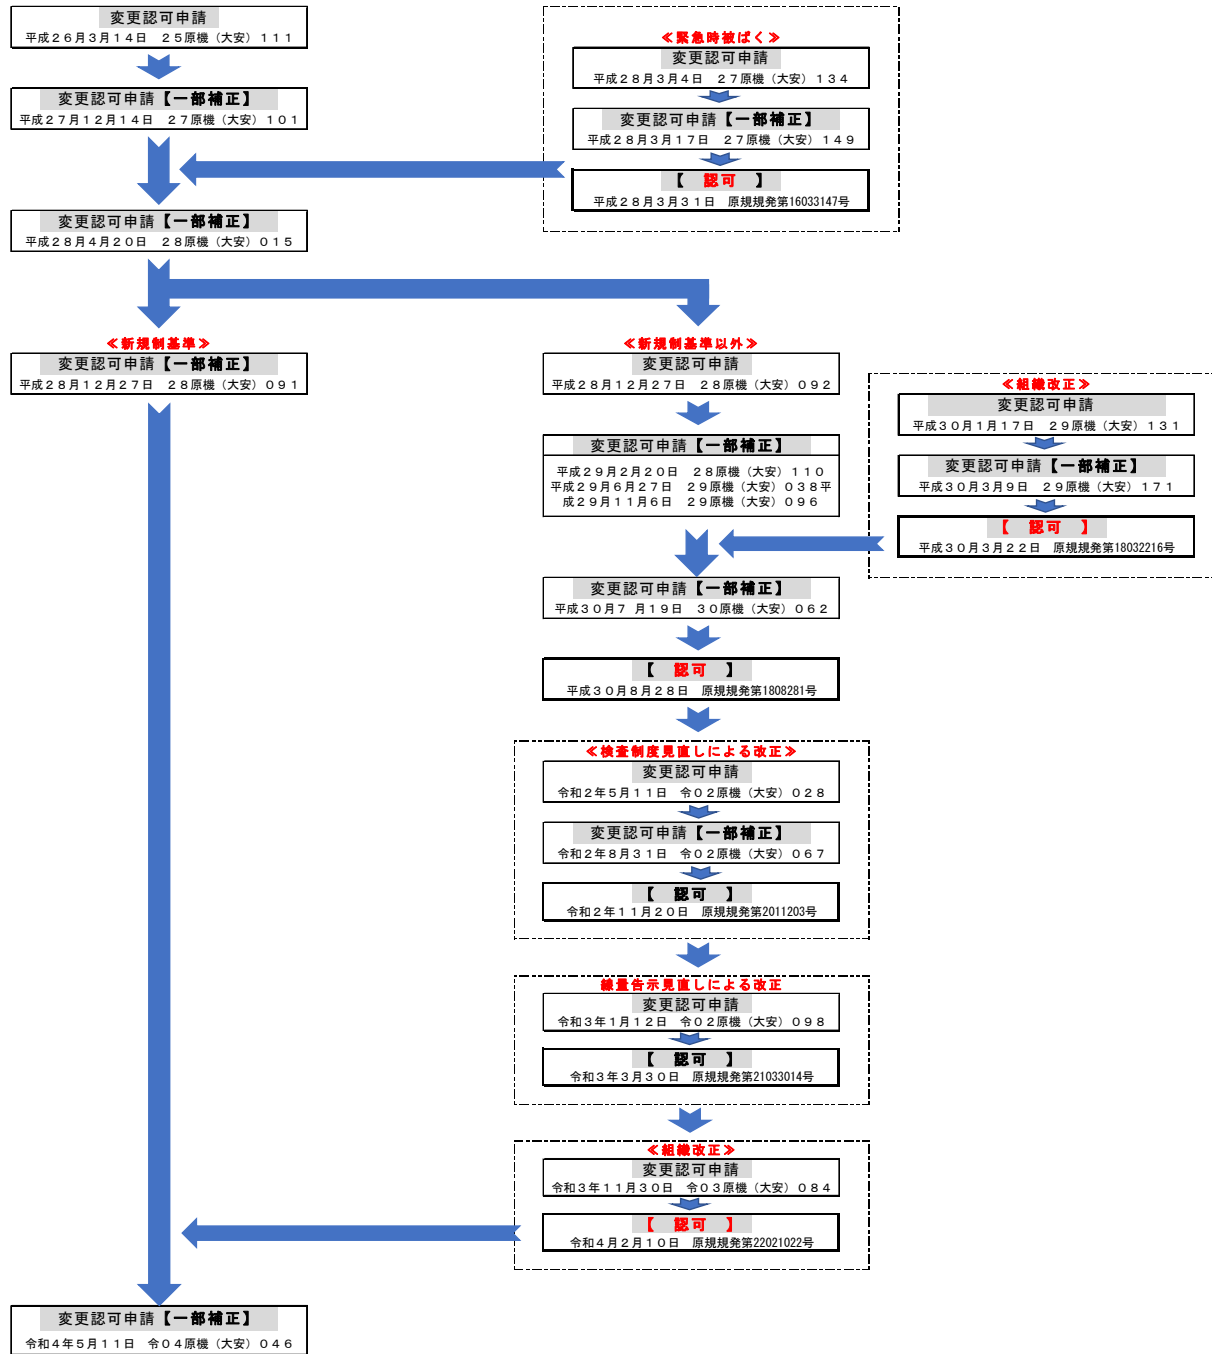 変更認可申請
平成２６月３月１４日　２５原機（大安）１１１
変更認可申請【一部補正】
平成２７月１２月１４日　２７原機（大安）１０１
≪緊急時被ばく≫
変更認可申請
平成２８月３月４日　２７原機（大安）１３４
変更認可申請【一部補正】
平成２８月３月１７日　２７原機（大安）１４９
【　認可　】
平成２８月３月３１日　原規規発第16033147号
変更認可申請【一部補正】
平成２８月４月２０日　２８原機（大安）０１５
≪新規制基準≫
変更認可申請【一部補正】
平成２８月１２月２７日　２８原機（大安）０９１
≪新規制基準以外≫
変更認可申請
平成２８月１２月２７日　２８原機（大安）０９２
変更認可申請【一部補正】
平成２９月２月２０日　２８原機（大安）１１０
平成２９月６月２７日　２９原機（大安）０３８平
成２９月１１月６日　２９原機（大安）０９６
≪組織改正≫
変更認可申請
平成３０月１月１７日　２９原機（大安）１３１
変更認可申請【一部補正】
平成３０月３月９日　２９原機（大安）１７１
【　認可　】
平成３０月３月２２日　原規規発第18032216号
変更認可申請【一部補正】
平成３０月７ 月１９日　３０原機（大安）０６２
【　認可　】
平成３０月８月２８日　原規規発第1808281号
≪検査制度見直しによる改正≫
変更認可申請
令和２年５月１１日　令０２原機（大安）０２８
変更認可申請【一部補正】
令和２年８月３１日　令０２原機（大安）０６７
【　認可　】
令和２年１１月２０日　原規規発第2011203号
線量告示見直しによる改正
変更認可申請
令和３年１月１２日　令０２原機（大安）０９８
【　認可　】
令和３年３月３０日　原規規発第21033014号
≪組織改正≫
変更認可申請
令和３年１１月３０日　令０３原機（大安）０８４
【　認可　】
令和４年２月１０日　原規規発第22021022号
変更認可申請【一部補正】
令和４年５月１１日　令０４原機（大安）０４６